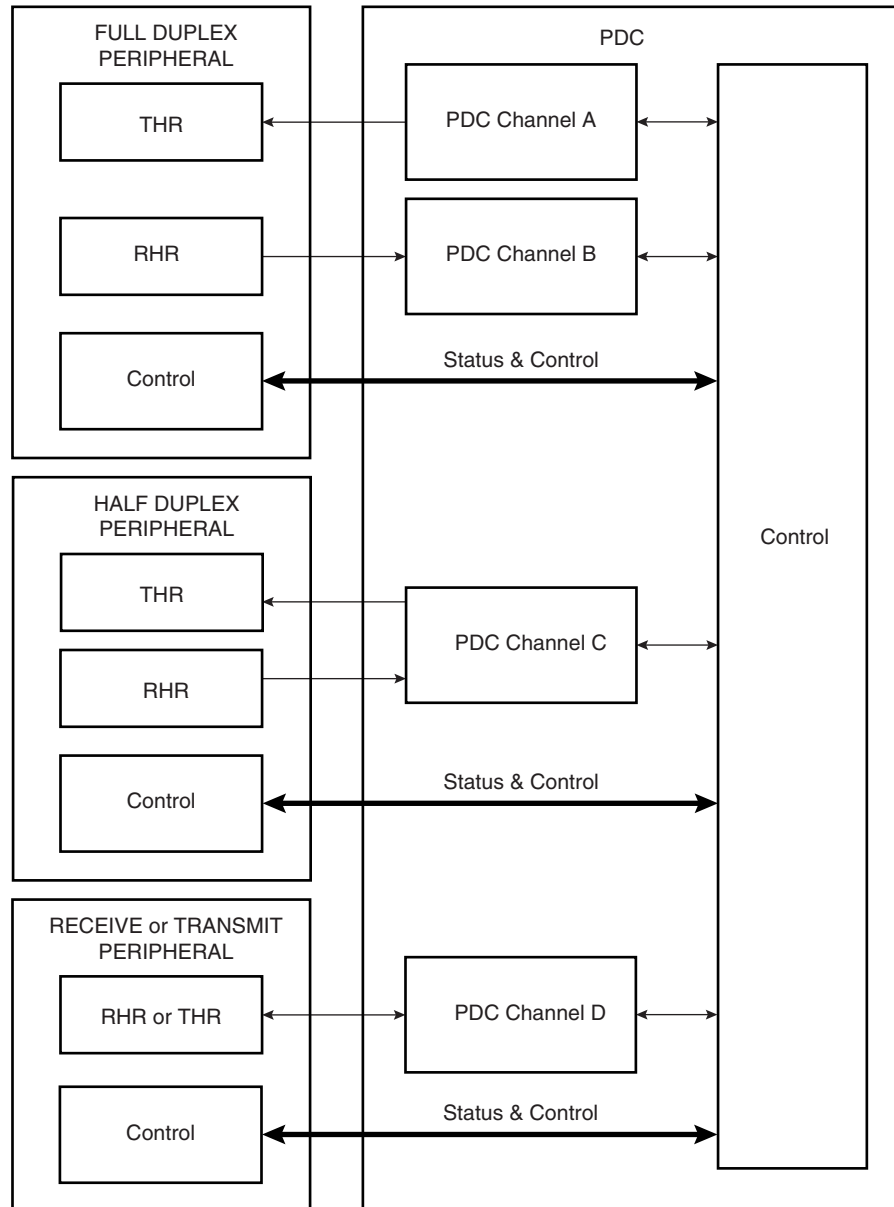 FULL DUPLEX
PERIPHERAL
THR
RHR
Control
PDC
PDC Channel A
PDC Channel B
Status & Control
HALF DUPLEX
PERIPHERAL
THR
RHR
Control
PDC Channel C
Status & Control
Control
RECEIVE or TRANSMIT
PERIPHERAL
RHR or THR
Control
PDC Channel D
Status & Control